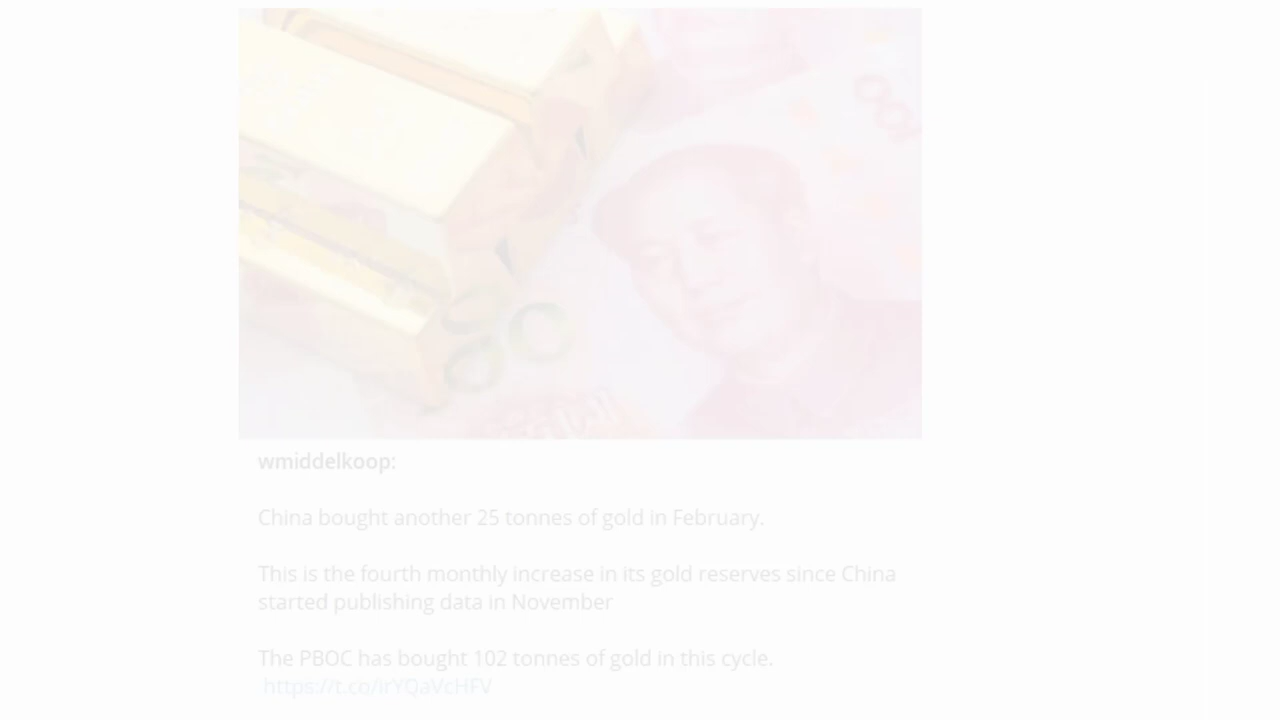 100
wmiddelkoop:
China bought another 25 tonnes of gold in February.
This is the fourth monthly increase in its gold reserves since China
started publishing data in November
The PBOC has bought 102 tonnes of gold in this cycle.
https://t.co/irYQaVcHFV